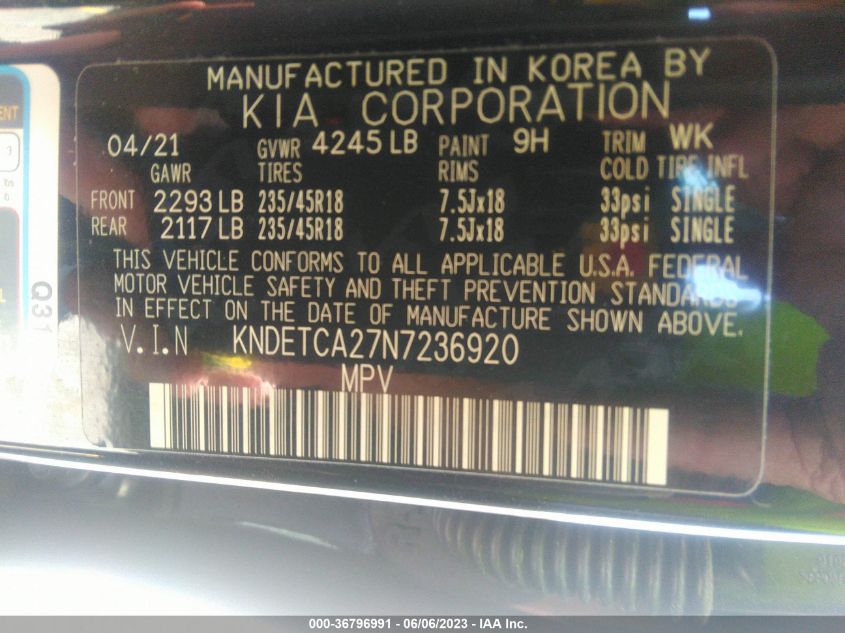 MANUFACTURED IN KOREA BY
KIA CORPORATION
04/21 GVWR 4245 LB PAINT 9H TRIM WK
GAWR TIRES RIMS COLD TIRE INFL
FRONT 2293 LB 235/45R18 7.5Jx18 33psi SINGLE
REAR 2117 LB 235/45R18 7.5Jx18 33psi SINGLE
THIS VEHICLE CONFORMS TO ALL APPLICABLE U.S.A. FEDERAL
MOTOR VEHICLE SAFETY AND THEFT PREVENTION STANDARDS
IN EFFECT ON THE DATE OF MANUFACTURE SHOWN ABOVE.
V.I.N KNDETCA27N7236920
MPV
Q31
000-36796991 - 06/06/2023 - IAA Inc.